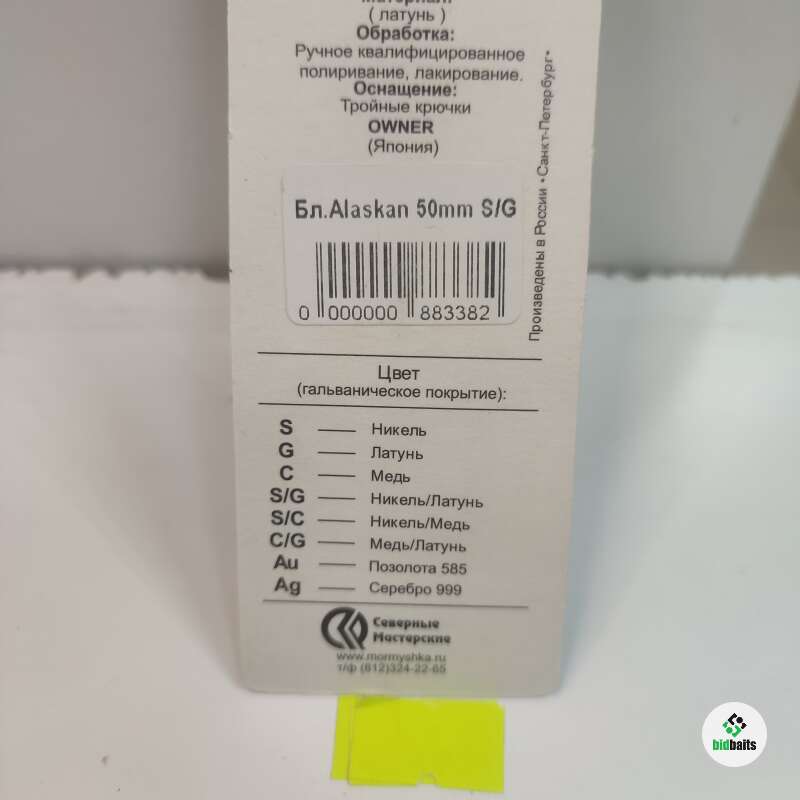 ( латунь )
Обработка:
Ручное квалифицированное
полиривание, лакирование.
Оснащение:
Тройные крючки
OWNER
(Япония)
Произведены в России • Санкт-Петербург•
Бл.Alaskan 50mm S/G
0 000000 883382
Цвет
(гальваническое покрытие):
S — Никель
G — Латунь
C — Медь
S/G — Никель/Латунь
S/C — Никель/Медь
C/G — Медь/Латунь
Au — Позолота 585
Ag — Серебро 999
Северные
Мастерские
www.mormyshka.ru
т/ф (812)324-22-65
bidbaits